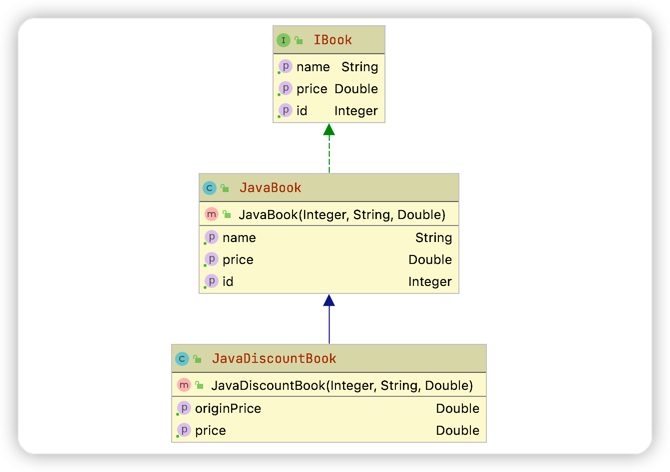 I IBook
p name String
p price Double
p id Integer
C JavaBook
m JavaBook(Integer, String, Double)
p name String
p price Double
p id Integer
C JavaDiscountBook
m JavaDiscountBook(Integer, String, Double)
p originPrice Double
p price Double